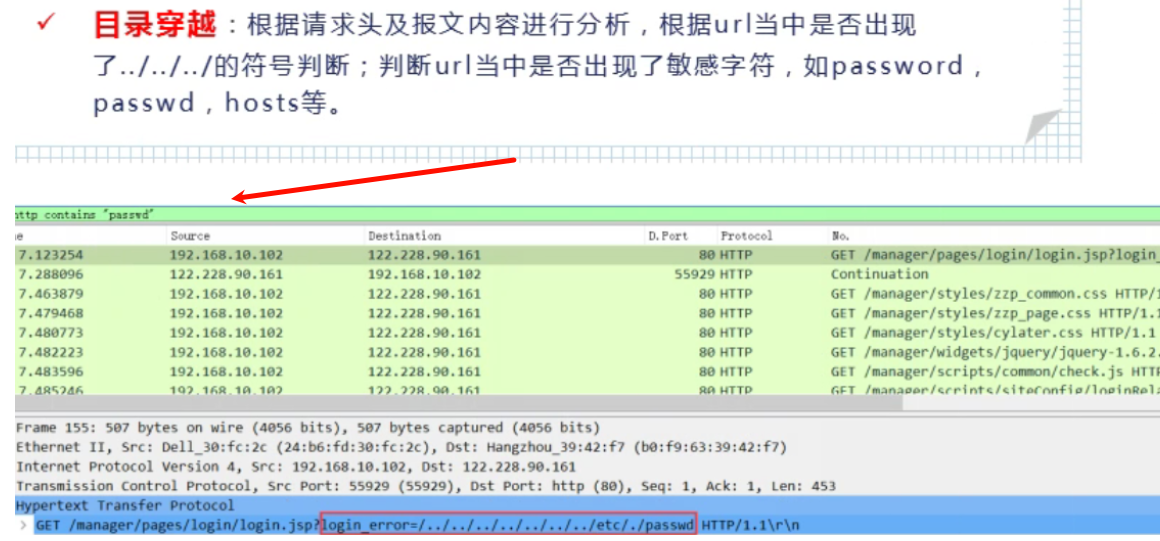 ✓ 目录穿越：根据请求头及报文内容进行分析，根据url当中是否出现
了../../../的符号判断；判断url当中是否出现了敏感字符，如password，
passwd，hosts等。
http contains "passwd"
e Source Destination D.Port Protocol No.
7.123254 192.168.10.102 122.228.90.161 80 HTTP GET /manager/pages/login/login.jsp?login_
7.288096 122.228.90.161 192.168.10.102 55929 HTTP Continuation
7.463879 192.168.10.102 122.228.90.161 80 HTTP GET /manager/styles/zzp_common.css HTTP/1
7.479468 192.168.10.102 122.228.90.161 80 HTTP GET /manager/styles/zzp_page.css HTTP/1.1
7.480773 192.168.10.102 122.228.90.161 80 HTTP GET /manager/styles/cylater.css HTTP/1.1
7.482223 192.168.10.102 122.228.90.161 80 HTTP GET /manager/widgets/jquery/jquery-1.6.2.
7.483596 192.168.10.102 122.228.90.161 80 HTTP GET /manager/scripts/common/check.js HTTP
7.485246 192.168.10.102 122.228.90.161 80 HTTP GET /manager/scripts/siteConfig/loginRela
Frame 155: 507 bytes on wire (4056 bits), 507 bytes captured (4056 bits)
Ethernet II, Src: Dell_30:fc:2c (24:b6:fd:30:fc:2c), Dst: Hangzhou_39:42:f7 (b0:f9:63:39:42:f7)
Internet Protocol Version 4, Src: 192.168.10.102, Dst: 122.228.90.161
Transmission Control Protocol, Src Port: 55929 (55929), Dst Port: http (80), Seq: 1, Ack: 1, Len: 453
Hypertext Transfer Protocol
GET /manager/pages/login/login.jsp?login_error=/../../../../../../../etc/./passwd HTTP/1.1\r\n